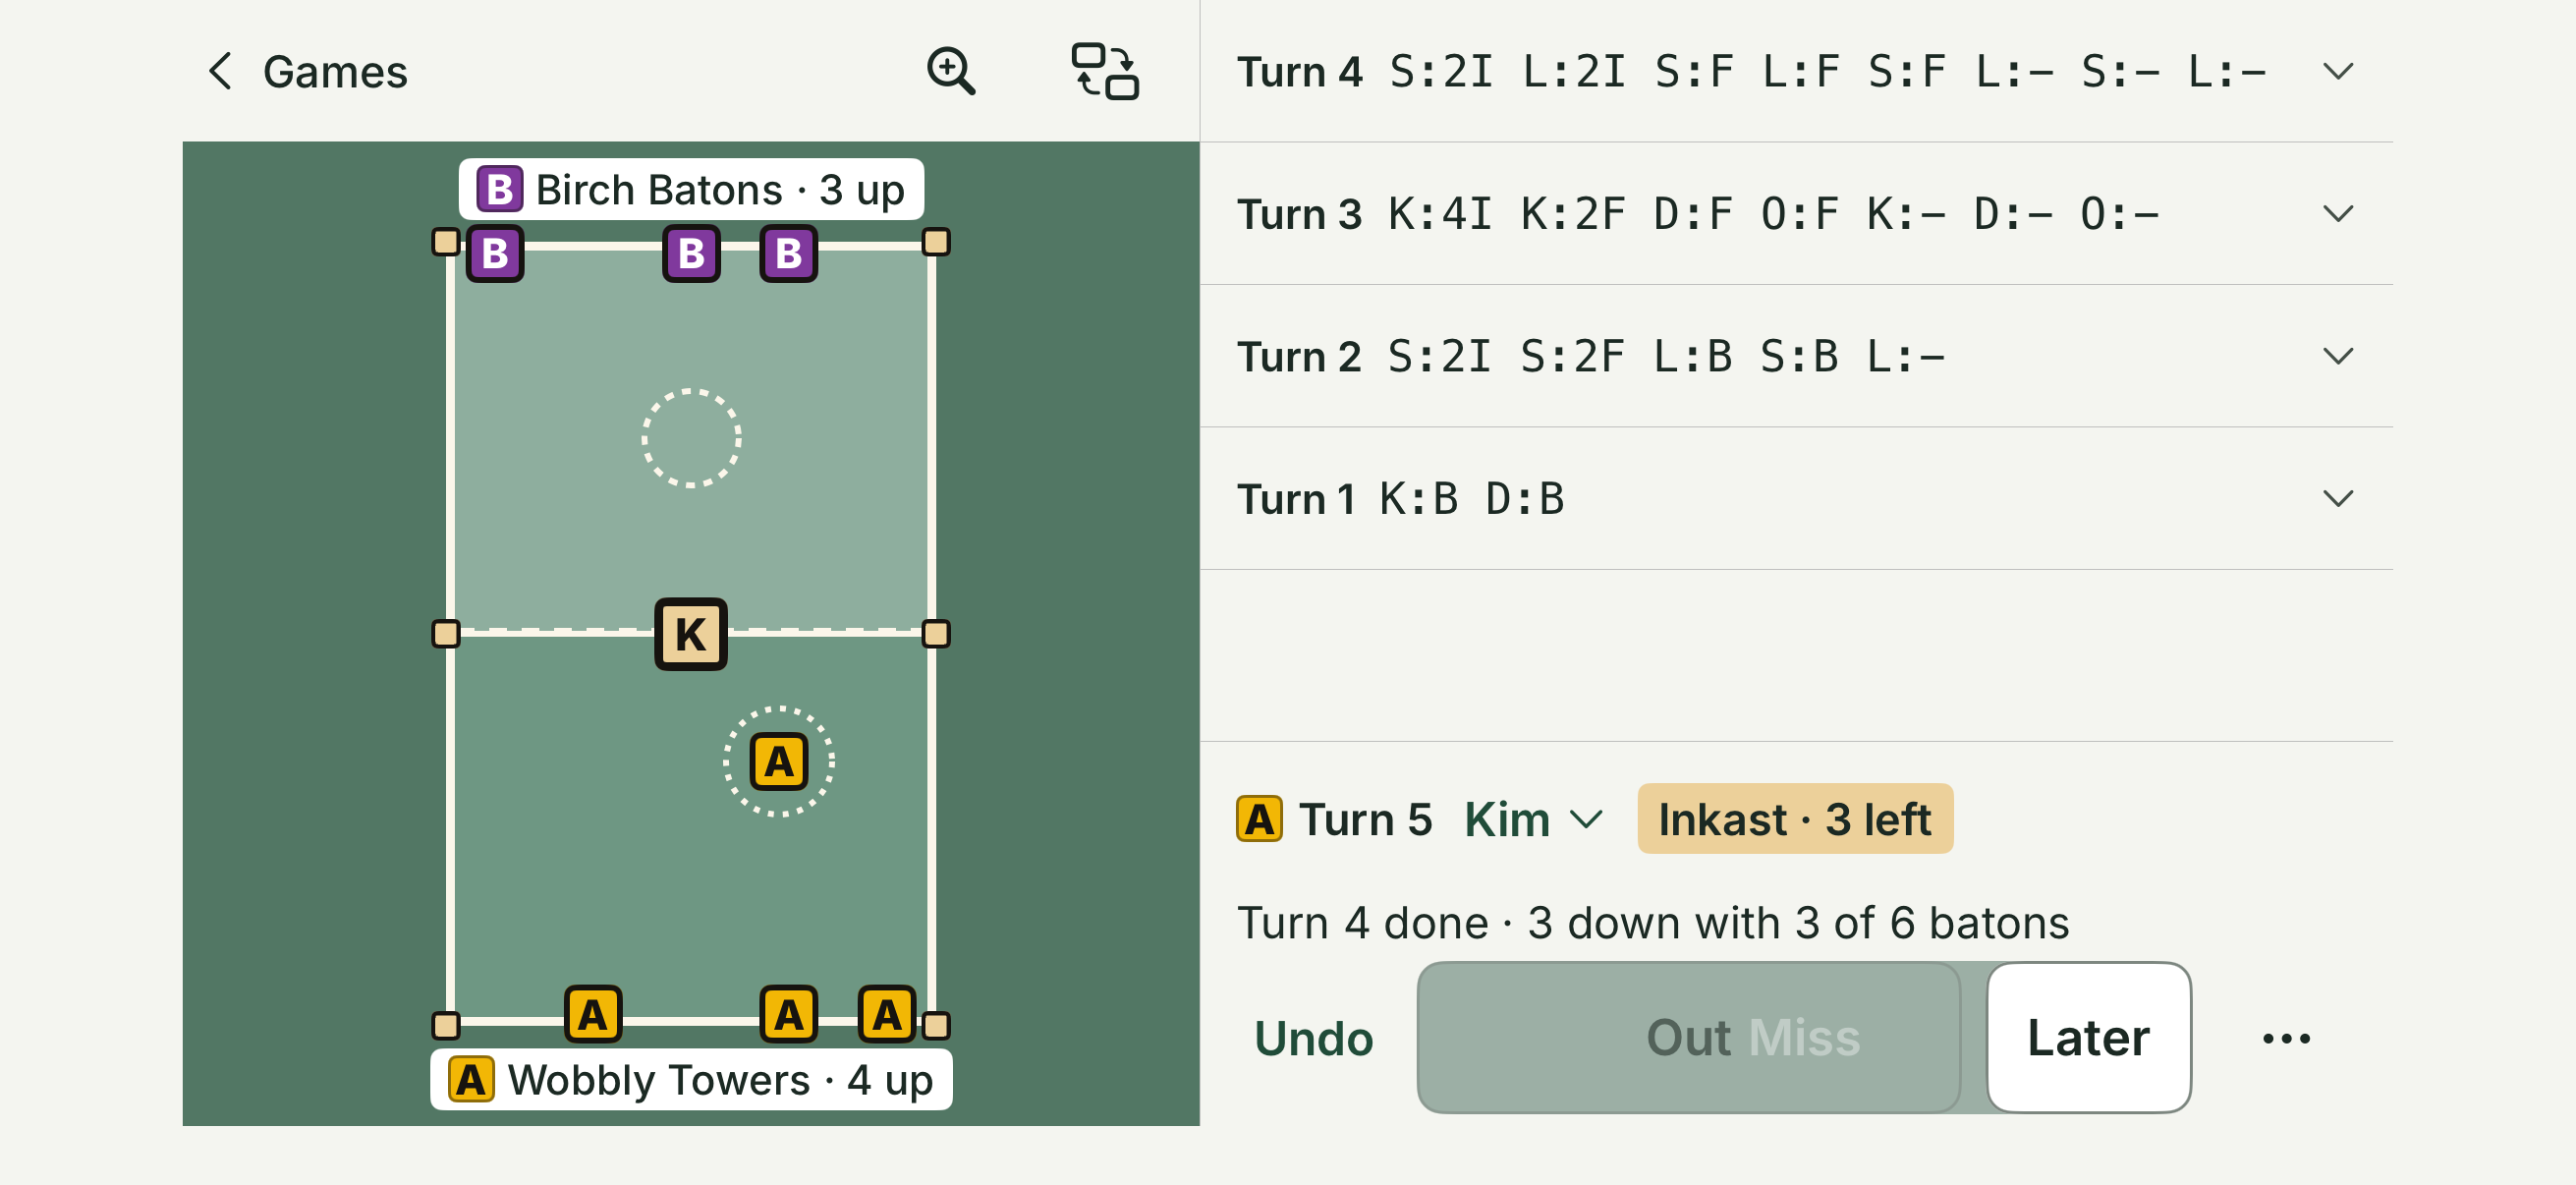 Games
B Birch Batons · 3 up
B B B
K
A
A A A
A Wobbly Towers · 4 up
Turn 4 S:2I L:2I S:F L:F S:F L:– S:– L:–
Turn 3 K:4I K:2F D:F O:F K:– D:– O:–
Turn 2 S:2I S:2F L:B S:B L:–
Turn 1 K:B D:B
A Turn 5 Kim Inkast · 3 left
Turn 4 done · 3 down with 3 of 6 batons
Undo Out Miss Later